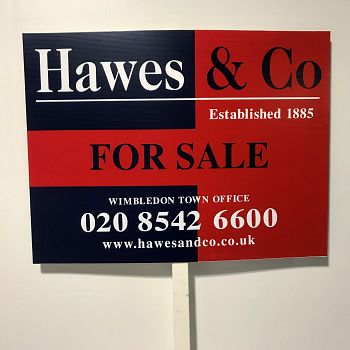 Hawes & Co
Established 1885
FOR SALE
WIMBLEDON TOWN OFFICE
020 8542 6600
www.hawesandco.co.uk